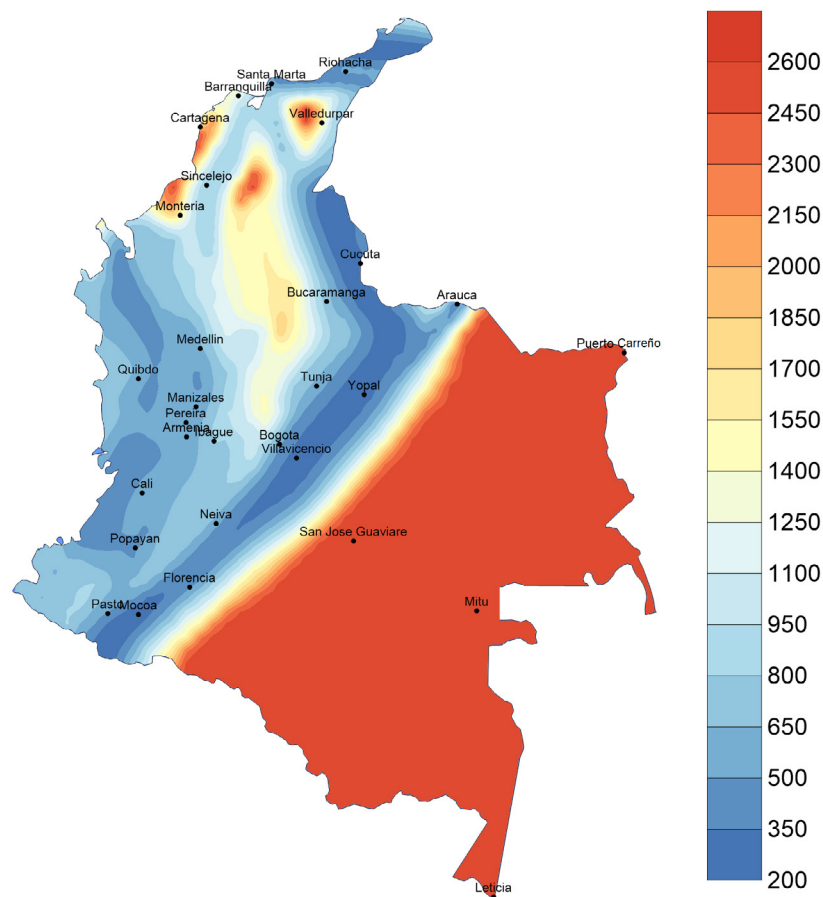 Riohacha
Santa Marta
Barranquilla
Cartagena
Valledurpar
Sincelejo
Monteria
Cucuta
Bucaramanga
Arauca
Medellin
Puerto Carreño
Quibdo
Tunja
Yopal
Manizales
Pereira
Armenia
Ibague
Bogota
Villavicencio
Cali
Neiva
San Jose Guaviare
Popayan
Florencia
Pasto
Mocoa
Mitu
Leticia
2600
2450
2300
2150
2000
1850
1700
1550
1400
1250
1100
950
800
650
500
350
200